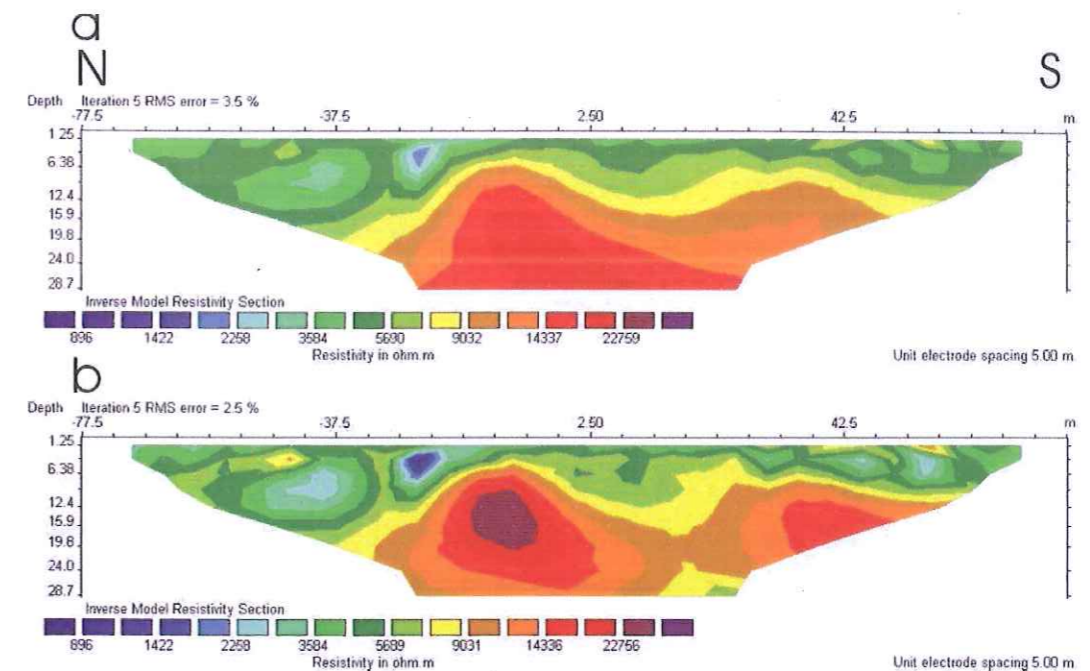 a
N S
Depth Iteration 5 RMS error = 3.5 %
-77.5 -37.5 2.50 42.5 m.
1.25
6.38
12.4
15.9
19.8
24.0
28.7
Inverse Model Resistivity Section
896 1422 2258 3584 5690 9032 14337 22759
Resistivity in ohm.m Unit electrode spacing 5.00 m.
b
Depth Iteration 5 RMS error = 2.5 %
-77.5 -37.5 2.50 42.5 m.
1.25
6.38
12.4
15.9
19.8
24.0
28.7
Inverse Model Resistivity Section
896 1422 2258 3584 5689 9031 14336 22756
Resistivity in ohm.m Unit electrode spacing 5.00 m.